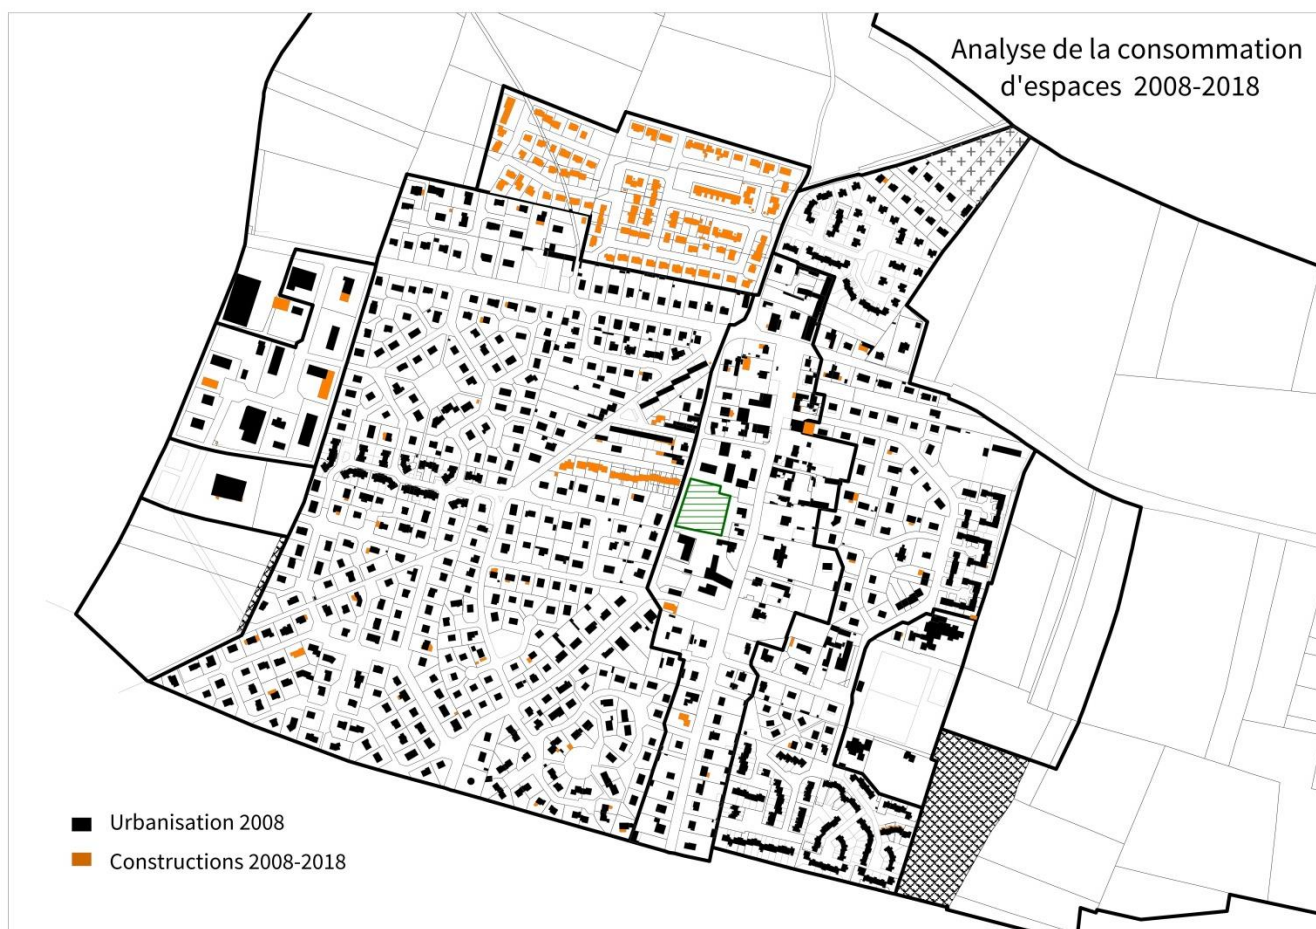 Analyse de la consommation
d'espaces 2008-2018
Urbanisation 2008
Constructions 2008-2018